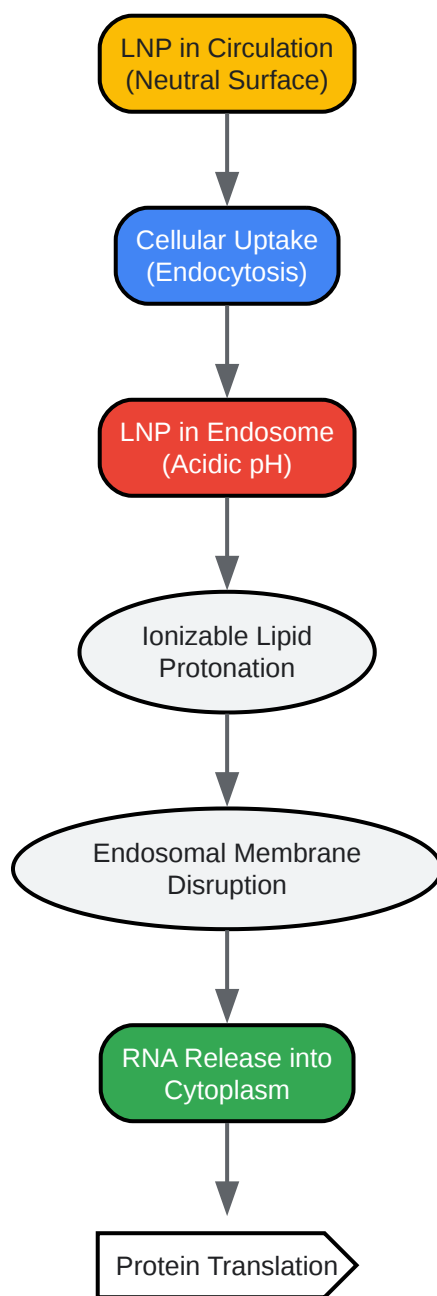 LNP in Circulation
(Neutral Surface)
Cellular Uptake
(Endocytosis)
LNP in Endosome
(Acidic pH)
Ionizable Lipid
Protonation
Endosomal Membrane
Disruption
RNA Release into
Cytoplasm
Protein Translation